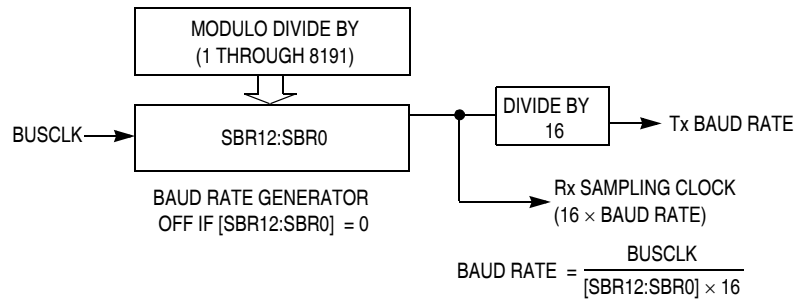 MODULO DIVIDE BY
(1 THROUGH 8191)
BUSCLK
SBR12:SBR0
DIVIDE BY
16
Tx BAUD RATE
BAUD RATE GENERATOR
OFF IF [SBR12:SBR0] = 0
Rx SAMPLING CLOCK
(16 × BAUD RATE)
BAUD RATE =
BUSCLK
[SBR12:SBR0] × 16